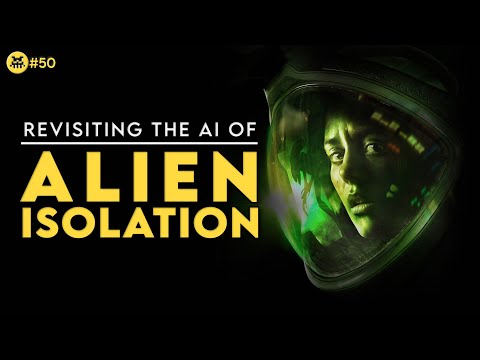 #50
REVISITING THE AI OF
ALIEN
ISOLATION